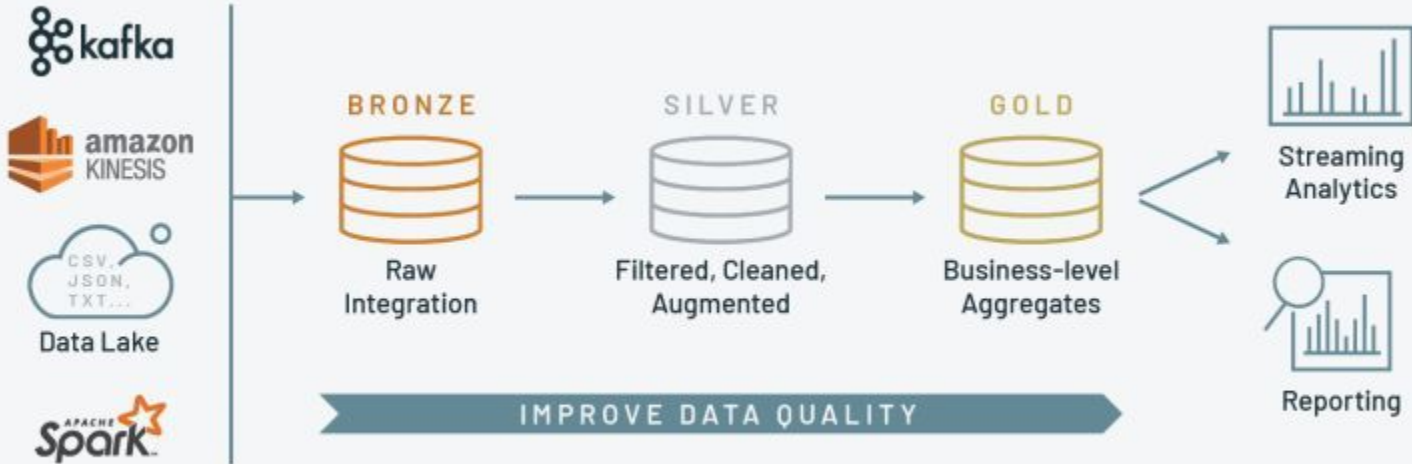 kafka
amazon
KINESIS
CSV,
JSON,
TXT...
Data Lake
APACHE
Spark
BRONZE
Raw
Integration
SILVER
Filtered, Cleaned,
Augmented
GOLD
Business-level
Aggregates
IMPROVE DATA QUALITY
Streaming
Analytics
Reporting